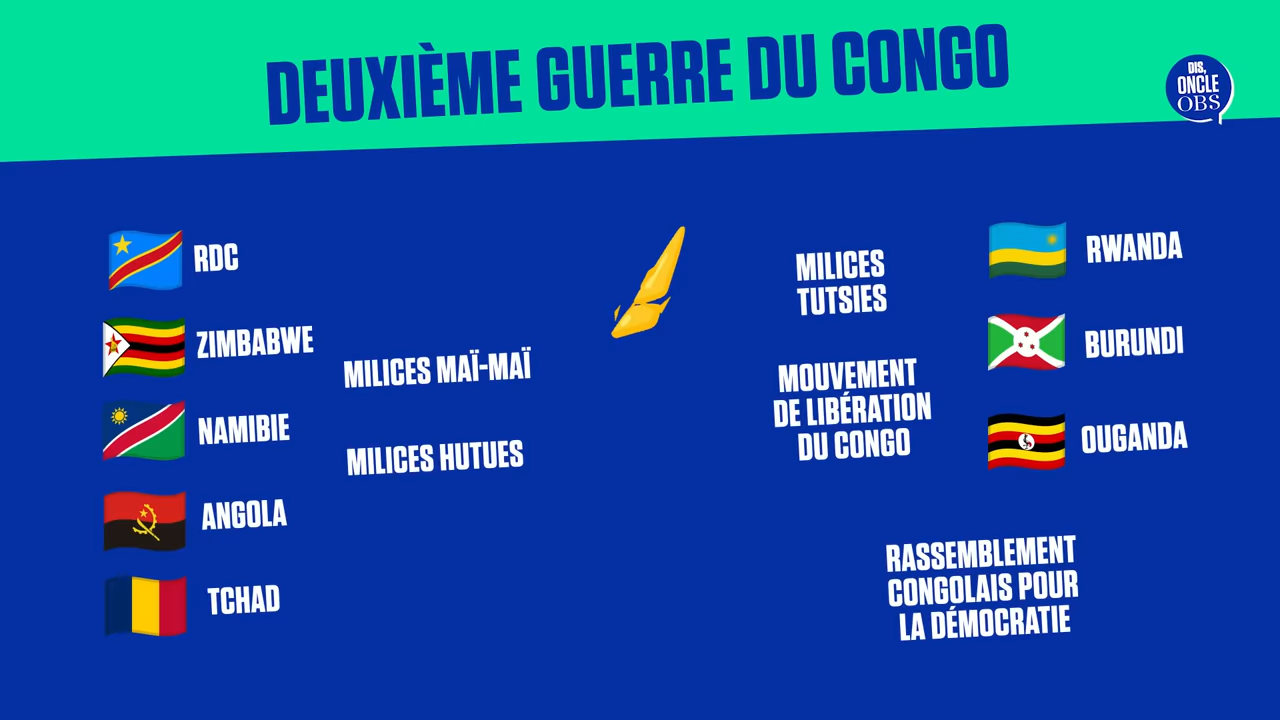 DEUXIÈME GUERRE DU CONGO
DIS,
ONCLE
OBS
RDC
ZIMBABWE
NAMIBIE
ANGOLA
TCHAD
MILICES MAÏ-MAÏ
MILICES HUTUES
MILICES
TUTSIES
MOUVEMENT
DE LIBÉRATION
DU CONGO
RWANDA
BURUNDI
OUGANDA
RASSEMBLEMENT
CONGOLAIS POUR
LA DÉMOCRATIE